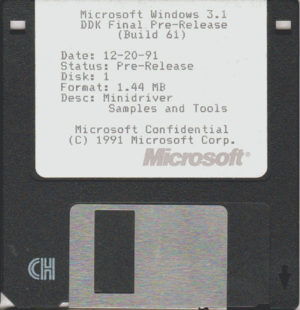 Microsoft Windows 3.1
DDK Final Pre-Release
(Build 61)
Date: 12-20-91
Status: Pre-Release
Disk: 1
Format: 1.44 MB
Desc: Minidriver
Samples and Tools
Microsoft Confidential
(C) 1991 Microsoft Corp.
Microsoft®
CH